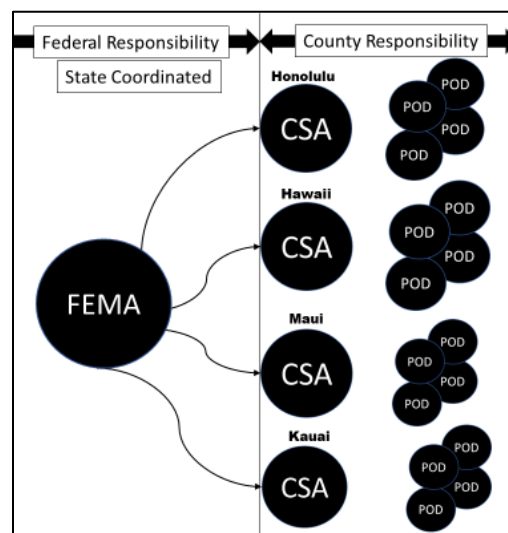 Federal Responsibility
County Responsibility
State Coordinated
Honolulu
CSA
POD
POD
POD
POD
Hawaii
CSA
POD
POD
POD
POD
FEMA
Maui
CSA
POD
POD
POD
POD
Kauai
CSA
POD
POD
POD
POD